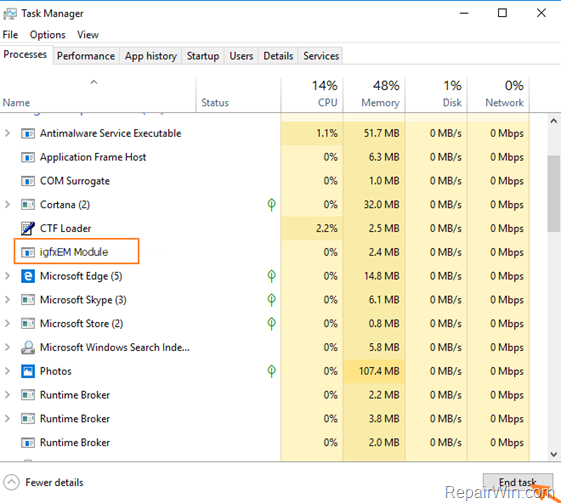 Task Manager
File Options View
Processes Performance App history Startup Users Details Services
14% 48% 1% 0%
Name Status CPU Memory Disk Network
Antimalware Service Executable 1.1% 51.7 MB 0 MB/s 0 Mbps
Application Frame Host 0% 6.3 MB 0 MB/s 0 Mbps
COM Surrogate 0% 1.0 MB 0 MB/s 0 Mbps
Cortana (2) 0% 32.0 MB 0 MB/s 0 Mbps
CTF Loader 2.2% 2.5 MB 0 MB/s 0 Mbps
igfxEM Module 0% 2.4 MB 0 MB/s 0 Mbps
Microsoft Edge (5) 0% 14.8 MB 0 MB/s 0 Mbps
Microsoft Skype (3) 0% 6.1 MB 0 MB/s 0 Mbps
Microsoft Store (2) 0% 0.8 MB 0 MB/s 0 Mbps
Microsoft Windows Search Inde... 0% 5.8 MB 0 MB/s 0 Mbps
Photos 0% 107.4 MB 0 MB/s 0 Mbps
Runtime Broker 0% 2.2 MB 0 MB/s 0 Mbps
Runtime Broker 0% 3.8 MB 0 MB/s 0 Mbps
Runtime Broker 0% 2.0 MB 0 MB/s 0 Mbps
Fewer details End task
RepairWin.com